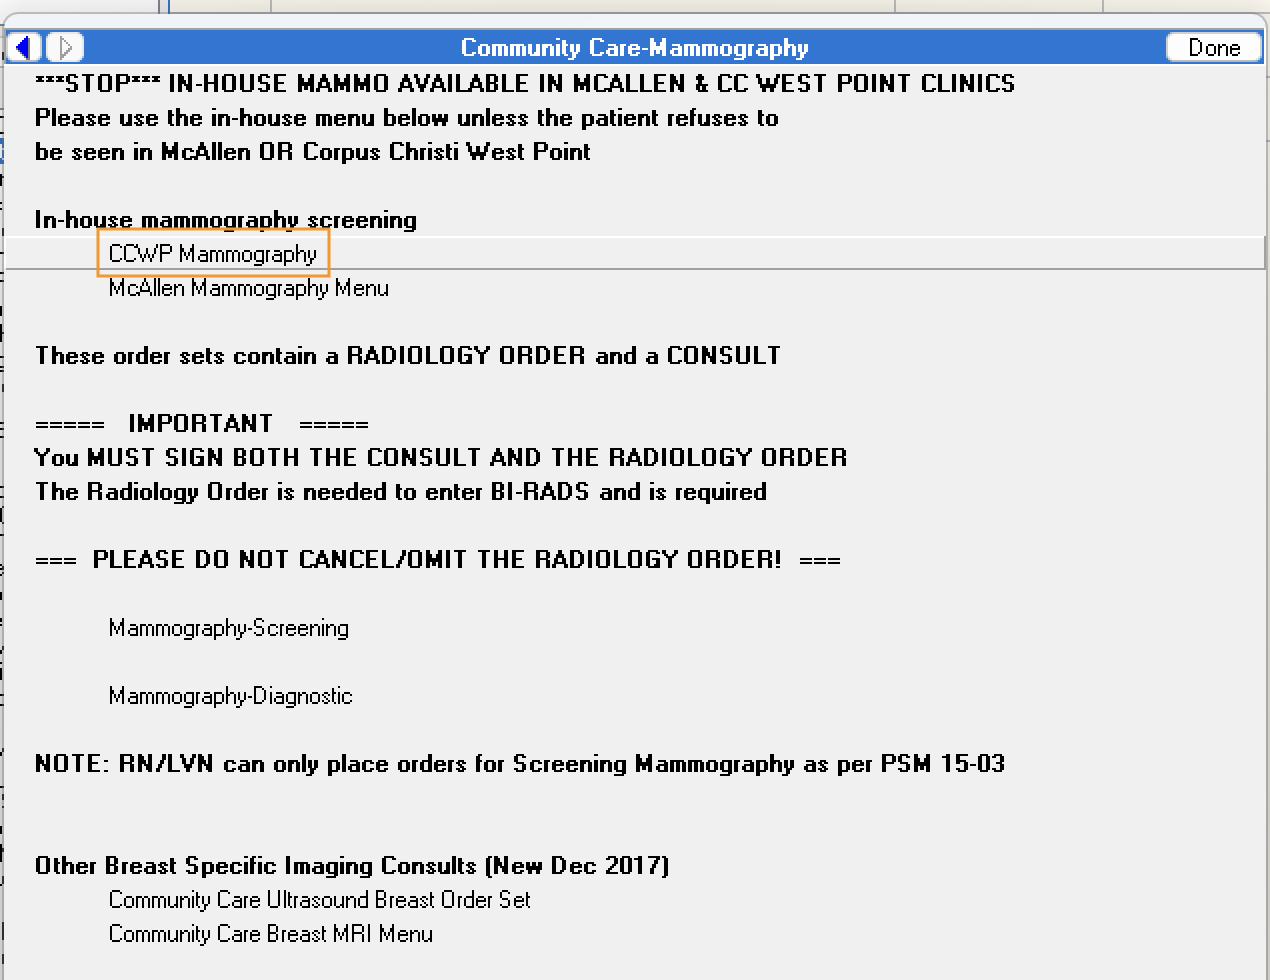 Community Care-Mammography
Done
***STOP*** IN-HOUSE MAMMO AVAILABLE IN MCALLEN & CC WEST POINT CLINICS
Please use the in-house menu below unless the patient refuses to
be seen in McAllen OR Corpus Christi West Point
In-house mammography screening
CCWP Mammography
McAllen Mammography Menu
These order sets contain a RADIOLOGY ORDER and a CONSULT
===== IMPORTANT =====
You MUST SIGN BOTH THE CONSULT AND THE RADIOLOGY ORDER
The Radiology Order is needed to enter BI-RADS and is required
=== PLEASE DO NOT CANCEL/OMIT THE RADIOLOGY ORDER! ===
Mammography-Screening
Mammography-Diagnostic
NOTE: RN/LVN can only place orders for Screening Mammography as per PSM 15-03
Other Breast Specific Imaging Consults (New Dec 2017)
Community Care Ultrasound Breast Order Set
Community Care Breast MRI Menu